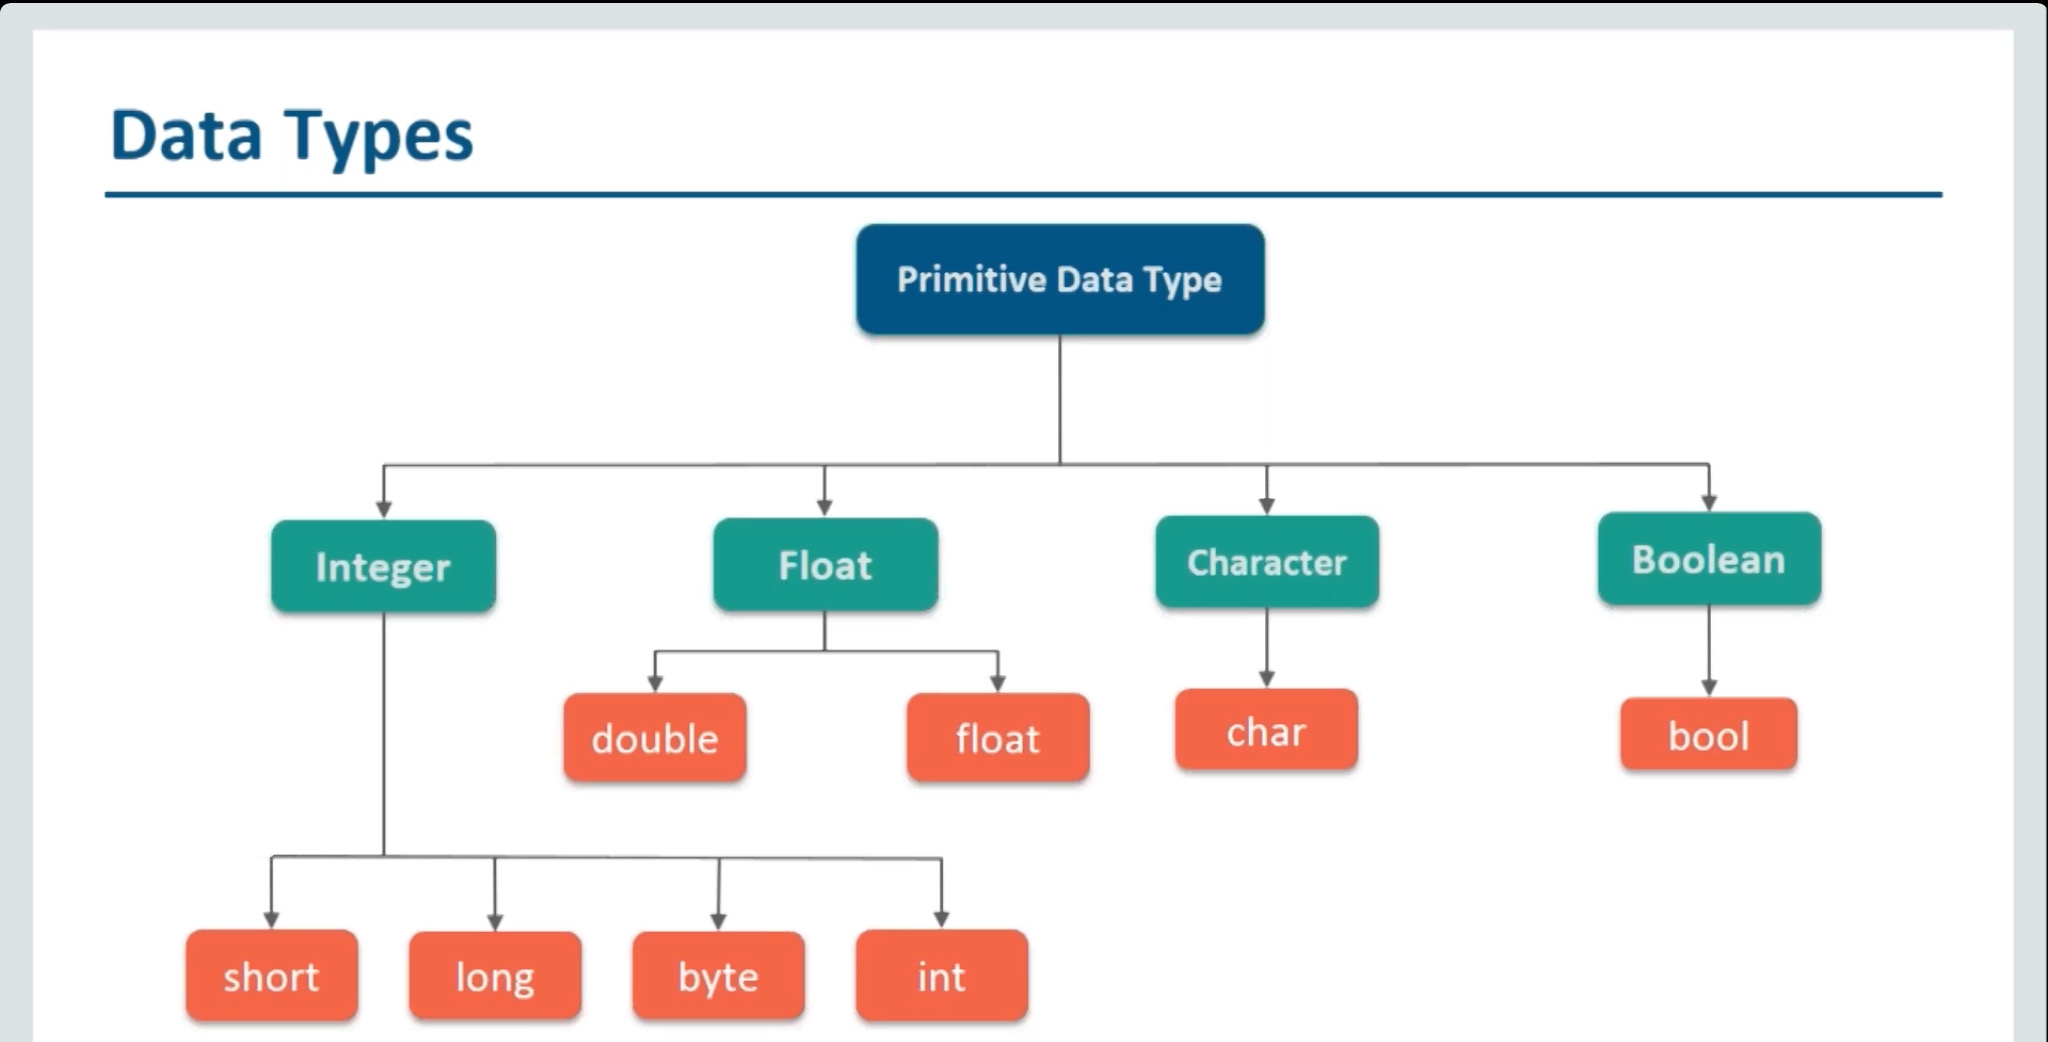 Data Types
Primitive Data Type
Integer
Float
Character
Boolean
double
float
char
bool
short
long
byte
int